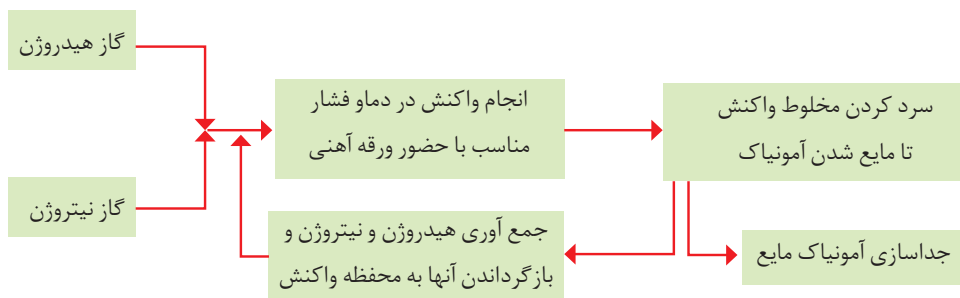 گاز هیدروژن
انجام واکنش در دماو فشار
مناسب با حضور ورقه آهنی
سرد کردن مخلوط واکنش
تا مایع شدن آمونیاک
گاز نیتروژن
جمع آوری هیدروژن و نیتروژن و
بازگرداندن آنها به محفظه واکنش
جداسازی آمونیاک مایع